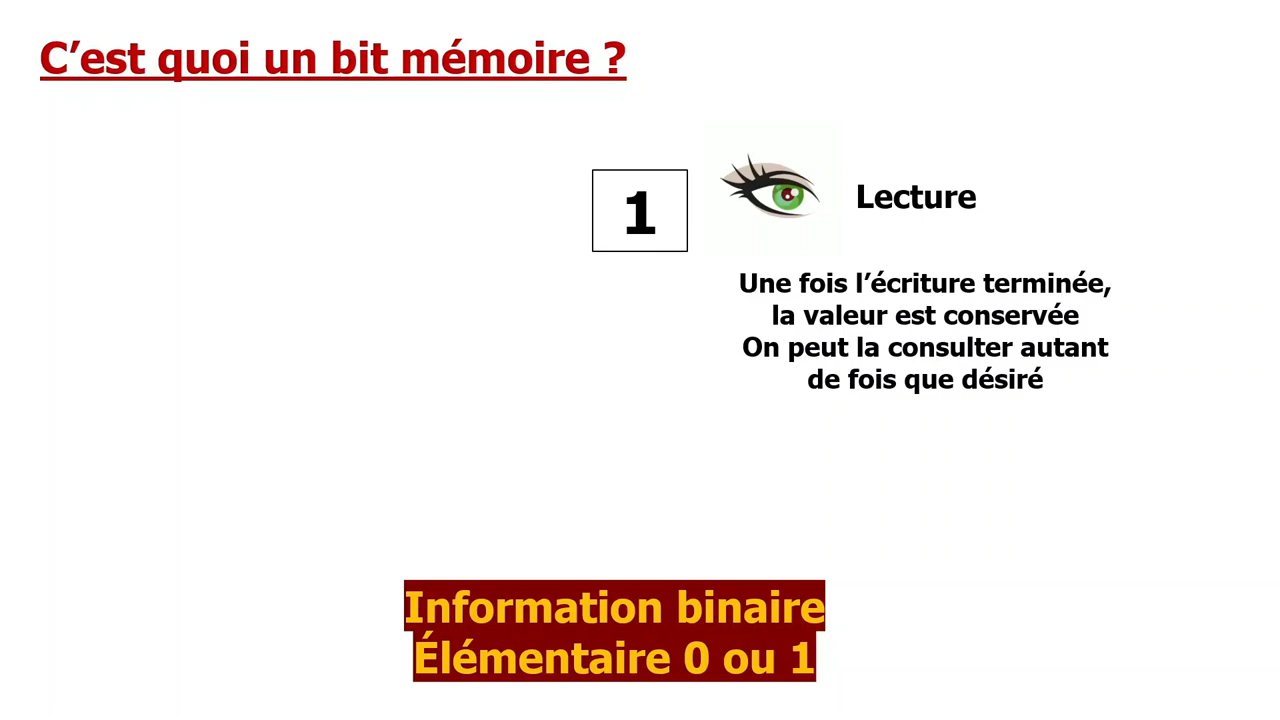 C’est quoi un bit mémoire ?
1
Lecture
Une fois l’écriture terminée,
la valeur est conservée
On peut la consulter autant
de fois que désiré
Information binaire
Élémentaire 0 ou 1